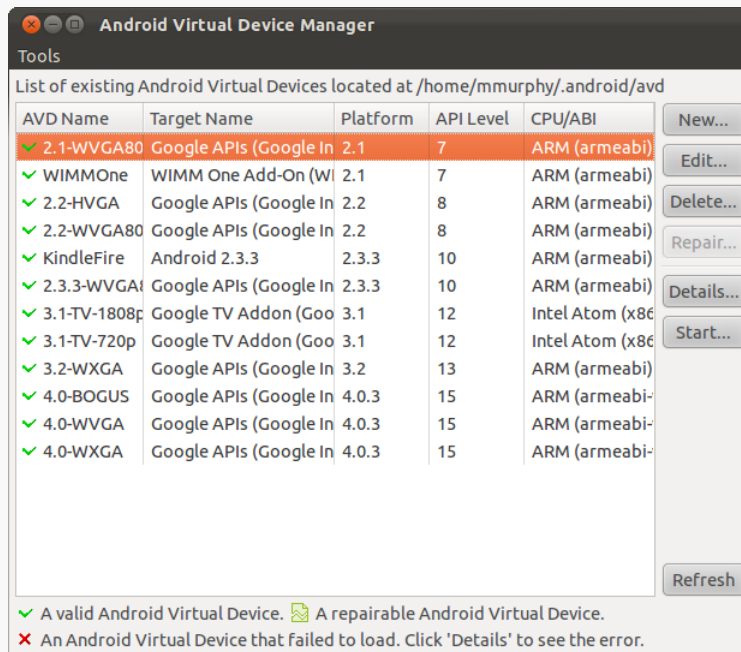 Android Virtual Device Manager
Tools
List of existing Android Virtual Devices located at /home/mmurphy/.android/avd
AVD Name Target Name Platform API Level CPU/ABI
2.1-WVGA80 Google APIs (Google In 2.1 7 ARM (armeabi)
WIMMOne WIMM One Add-On (WI 2.1 7 ARM (armeabi)
2.2-HVGA Google APIs (Google In 2.2 8 ARM (armeabi)
2.2-WVGA80 Google APIs (Google In 2.2 8 ARM (armeabi)
KindleFire Android 2.3.3 2.3.3 10 ARM (armeabi)
2.3.3-WVGA8 Google APIs (Google In 2.3.3 10 ARM (armeabi)
3.1-TV-1808p Google TV Addon (Goo 3.1 12 Intel Atom (x86
3.1-TV-720p Google TV Addon (Goo 3.1 12 Intel Atom (x86
3.2-WXGA Google APIs (Google In 3.2 13 ARM (armeabi)
4.0-BOGUS Google APIs (Google In 4.0.3 15 ARM (armeabi-
4.0-WVGA Google APIs (Google In 4.0.3 15 ARM (armeabi-
4.0-WXGA Google APIs (Google In 4.0.3 15 ARM (armeabi-
New...
Edit...
Delete...
Repair...
Details...
Start...
Refresh
A valid Android Virtual Device. A repairable Android Virtual Device.
An Android Virtual Device that failed to load. Click 'Details' to see the error.